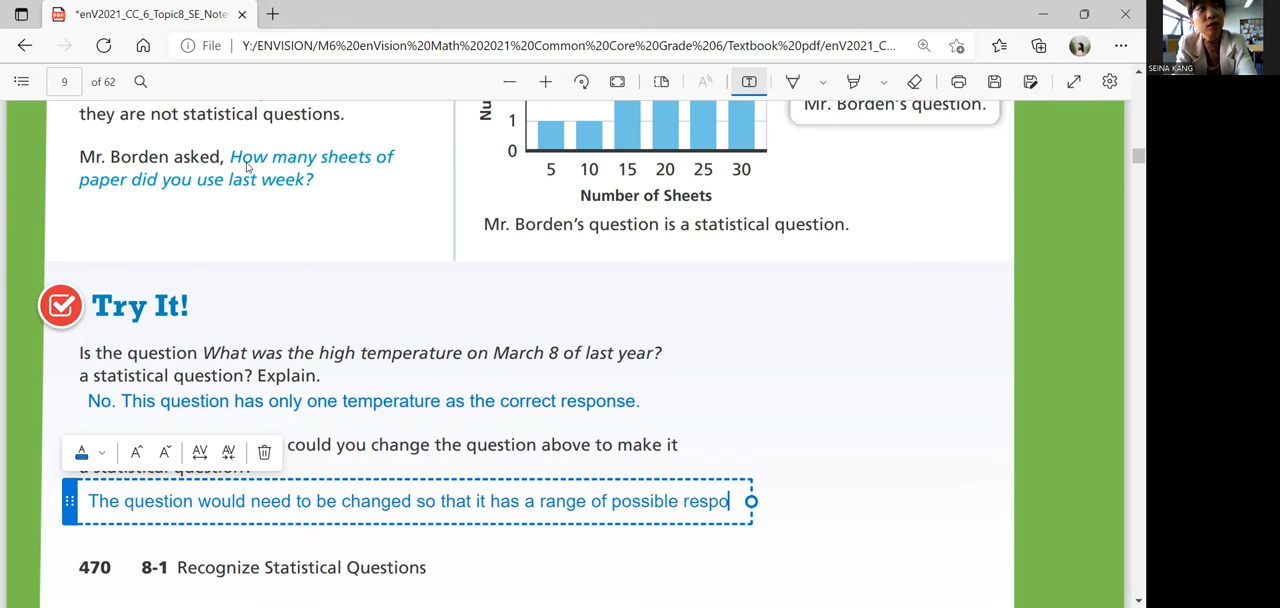 *enV2021_CC_6_Topic8_SE_Note
File
Y:/ENVISION/M6%20enVision%20Math%202021%20Common%20Core%20Grade%206/Textbook%20pdf/enV2021_C...
SEINA KANG
9 of 62
they are not statistical questions.
Mr. Borden asked, How many sheets of
paper did you use last week?
Nu
1
0
5 10 15 20 25 30
Number of Sheets
Mr. Borden's question.
Mr. Borden's question is a statistical question.
Try It!
Is the question What was the high temperature on March 8 of last year?
a statistical question? Explain.
No. This question has only one temperature as the correct response.
could you change the question above to make it
a statistical question?
The question would need to be changed so that it has a range of possible respo
470 8-1 Recognize Statistical Questions